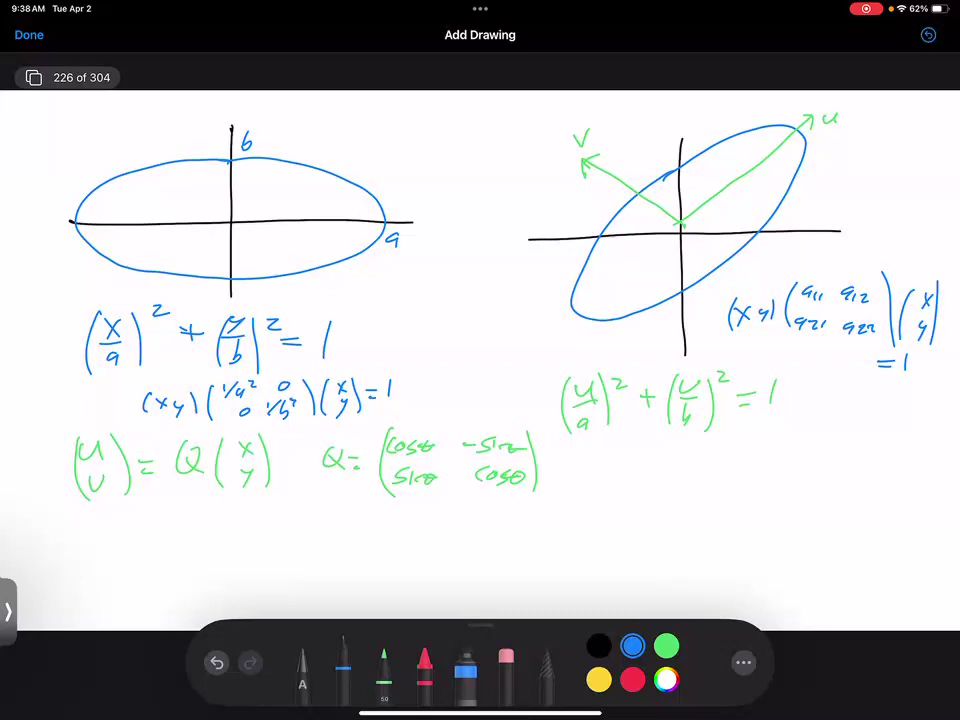 9:38 AM Tue Apr 2
62%
Done
Add Drawing
226 of 304
b
a
v
u
(x/a)² + (y/b)² = 1
(x y) (1/a² 0 0 1/b²) (x y) = 1
(x y) (a11 a12 a21 a22) (x y)
= 1
(u/a)² + (v/b)² = 1
(u v) = Q (x y) Q = (cosθ -sinθ sinθ cosθ)
A
50